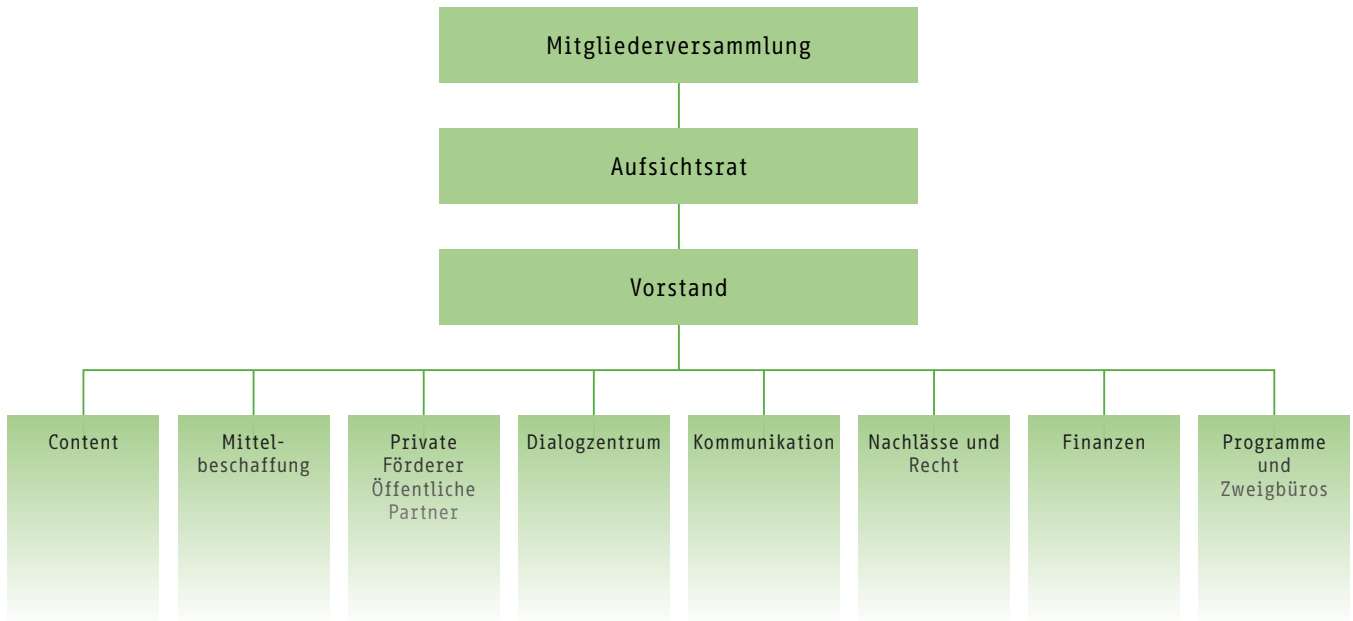 Mitgliederversammlung
Aufsichtsrat
Vorstand
Content
Mittel-
beschaffung
Private
Förderer
Öffentliche
Partner
Dialogzentrum
Kommunikation
Nachlässe und
Recht
Finanzen
Programme
und
Zweigbüros